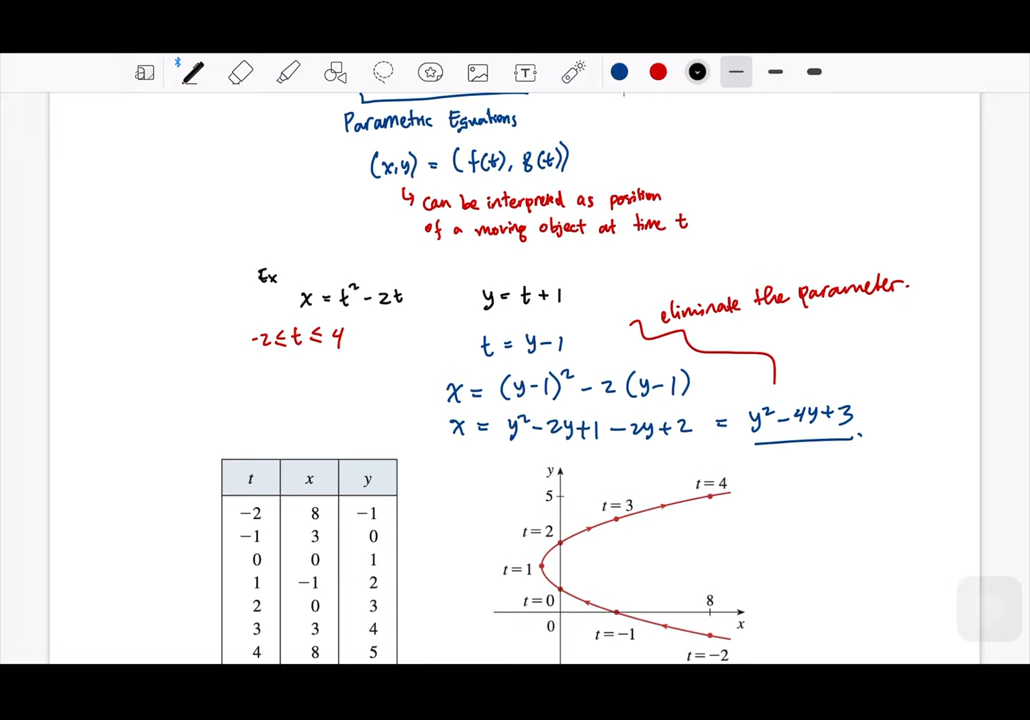 Parametric Equations
(x,y) = (f(t), g(t))
↳ can be interpred as position
of a moving object at time t
Ex
x = t² - 2t
y = t + 1
eliminate the parameter.
-2 ≤ t ≤ 4
t = y - 1
x = (y-1)² - 2 (y-1)
x = y² - 2y + 1 - 2y + 2 = y² - 4y + 3.
t x y
-2 8 -1
-1 3 0
0 0 1
1 -1 2
2 0 3
3 3 4
4 8 5
y
5
t = 4
t = 3
t = 2
t = 1
t = 0
8
0
t = -1
x
t = -2